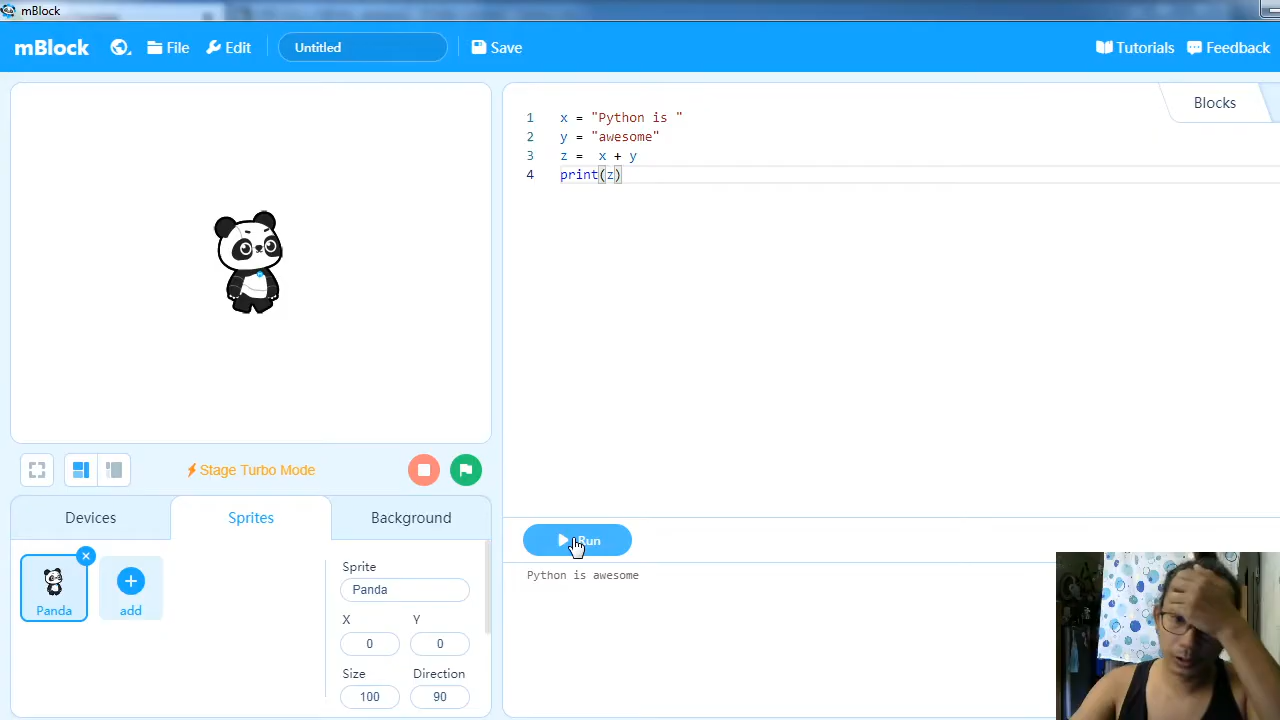 mBlock
mBlock File Edit Untitled Save Tutorials Feedback
Blocks
1 x = "Python is "
2 y = "awesome"
3 z =  x + y
4 print(z)
Stage Turbo Mode
Devices Sprites Background
Run
Python is awesome
Sprite
Panda
X Y
0 0
Size Direction
100 90
Panda add